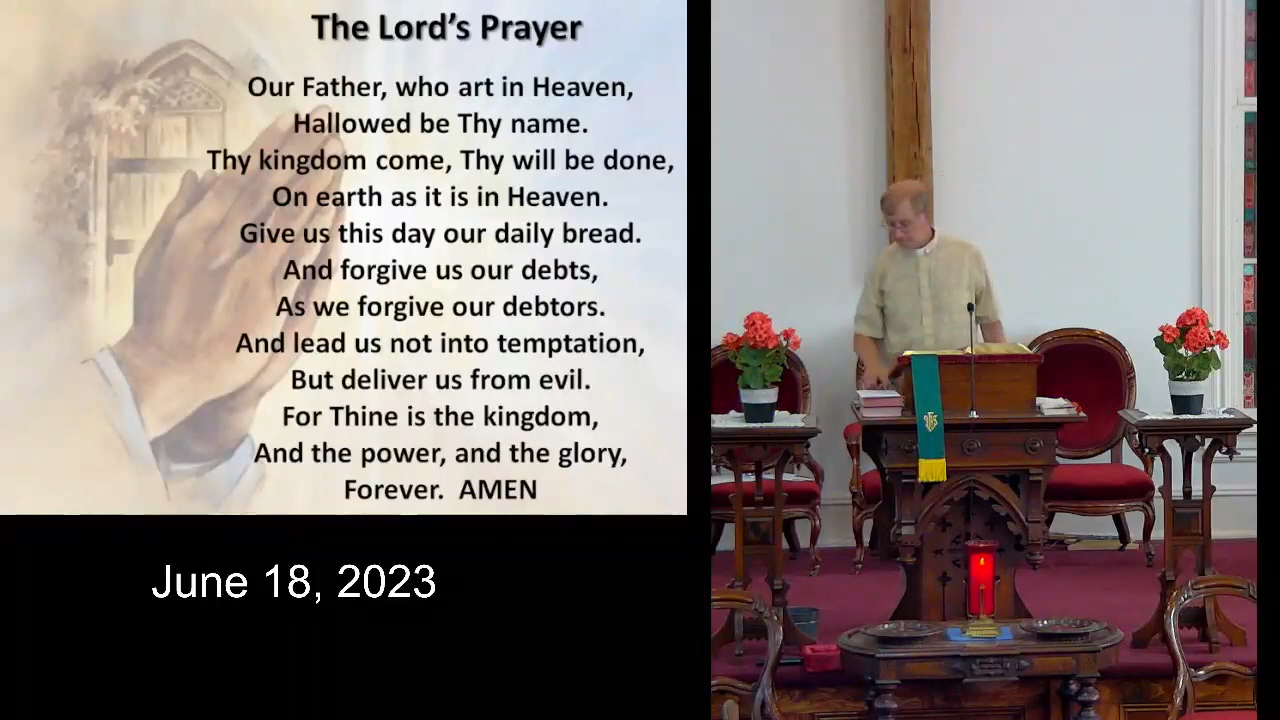 The Lord's Prayer
Our Father, who art in Heaven,
Hallowed be Thy name.
Thy kingdom come, Thy will be done,
On earth as it is in Heaven.
Give us this day our daily bread.
And forgive us our debts,
As we forgive our debtors.
And lead us not into temptation,
But deliver us from evil.
For Thine is the kingdom,
And the power, and the glory,
Forever.  AMEN
June 18, 2023
IHS